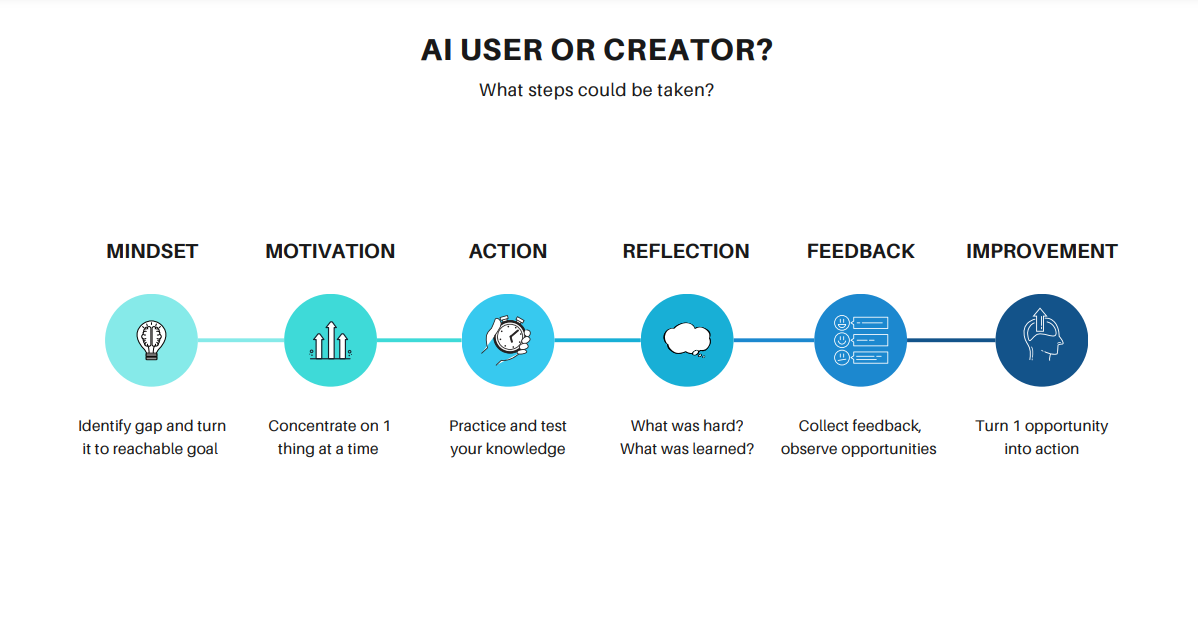 AI USER OR CREATOR?
What steps could be taken?
MINDSET
Identify gap and turn
it to reachable goal
MOTIVATION
Concentrate on 1
thing at a time
ACTION
Practice and test
your knowledge
REFLECTION
What was hard?
What was learned?
FEEDBACK
Collect feedback,
observe opportunities
IMPROVEMENT
Turn 1 opportunity
into action